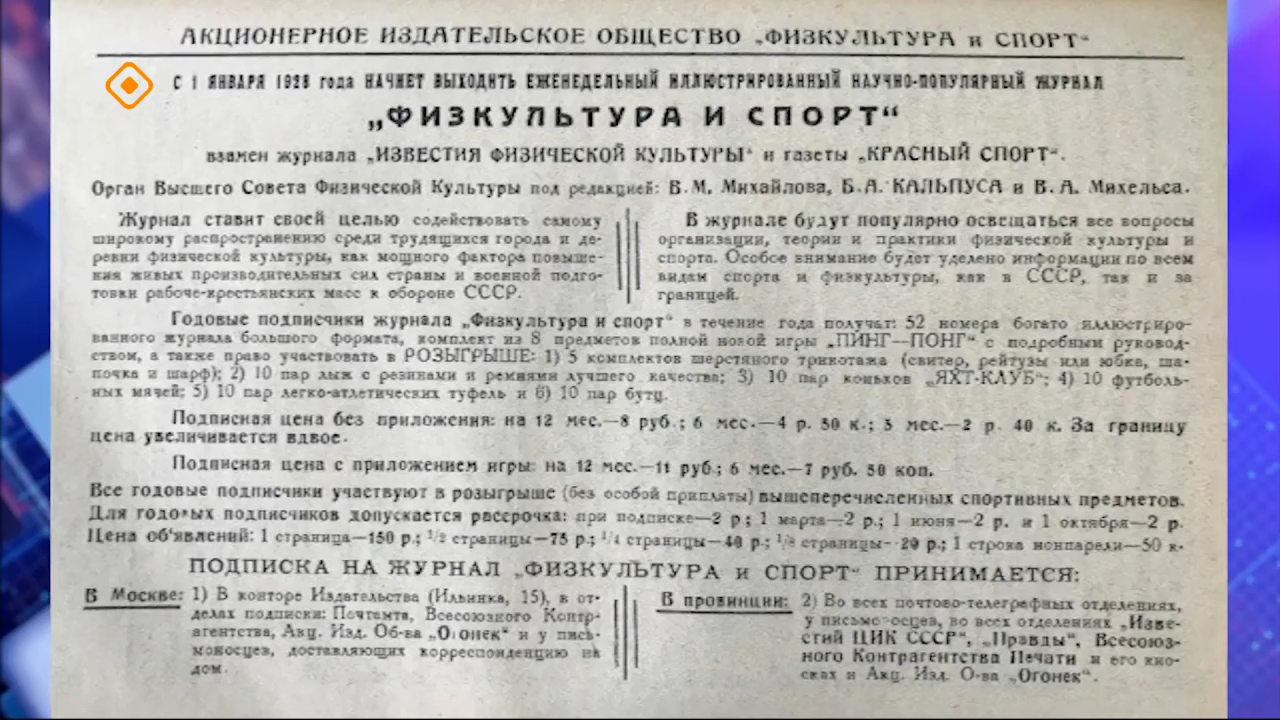 АКЦИОНЕРНОЕ ИЗДАТЕЛЬСКОЕ ОБЩЕСТВО „ФИЗКУЛЬТУРА и СПОРТ“
С 1 ЯНВАРЯ 1928 года НАЧНЕТ ВЫХОДИТЬ ЕЖЕНЕДЕЛЬНЫЙ ИЛЛЮСТРИРОВАННЫЙ НАУЧНО-ПОПУЛЯРНЫЙ ЖУРНАЛ
„ФИЗКУЛЬТУРА И СПОРТ“
взамен журнала „ИЗВЕСТИЯ ФИЗИЧЕСКОЙ КУЛЬТУРЫ“ и газеты „КРАСНЫЙ СПОРТ“.
Орган Высшего Совета Физической Культуры под редакцией: В. М. Михайлова, Б. А. КАЛЬПУСА и В. А. Михельса.
Журнал ставит своей целью содействовать самому
широкому распространению среди трудящихся города и де-
ревни физической культуры, как мощного фактора повыше-
ния живых производительных сил страны и военной подго-
товки рабоче-крестьянских масс к обороне СССР.
В журнале будут популярно освещаться все вопросы
организации, теории и практики физической культуры и
спорта. Особое внимание будет уделено информации по всем
видам спорта и физкультуры, как в СССР, так и за
границей.
Годовые подписчики журнала „Физкультура и спорт“ в течение года получат: 52 номера богато иллюстриро-
ванного журнала большого формата, комплект из 8 предметов полной новой игры „ПИНГ—ПОНГ“ с подробным руковод-
ством, а также право участвовать в РОЗЫГРЫШЕ: 1) 5 комплектов шерстяного трикотажа (свитер, рейтузы или юбка, ша-
почка и шарф); 2) 10 пар лыж с резинами и ремнями лучшего качества; 3) 10 пар коньков „ЯХТ-КЛУБ“; 4) 10 футболь-
ных мячей; 5) 10 пар легко-атлетических туфель и 6) 10 пар бутц.
Подписная цена без приложения: на 12 мес.—8 руб.; 6 мес.—4 р. 50 к.; 3 мес.—2 р. 40 к. За границу
цена увеличивается вдвое.
Подписная цена с приложением игры: на 12 мес.—11 руб.; 6 мес.—7 руб. 50 коп.
Все годовые подписчики участвуют в розыгрыше (без особой приплаты) вышеперечисленных спортивных предметов.
Для годовых подписчиков допускается рассрочка: при подписке—2 р; 1 марта—2 р.; 1 июня—2 р. и 1 октября—2 р.
Цена об'явлений: 1 страница—150 р.; 1/2 страницы—75 р.; 1/4 страницы—40 р.; 1/8 страницы—20 р.; 1 строка нонпарели—50 к.
ПОДПИСКА НА ЖУРНАЛ „ФИЗКУЛЬТУРА и СПОРТ“ ПРИНИМАЕТСЯ:
В Москве: 1) В конторе Издательства (Ильинка, 15), в от-
делах подписки: Почтамта, Всесоюзного Контр-
агентства, Акц. Изд. Об-ва „Огонек“ и у пись-
моносцев, доставляющих корреспонденцию на
дом.
В провинции: 2) Во всех почтово-телеграфных отделениях,
у письмоносцев, во всех отделениях „Изве-
стий ЦИК СССР“, „Правды“, Всесоюз-
ного Контрагентства Печати и его кио-
сках и Акц. Изд. О-ва „Огонек“.